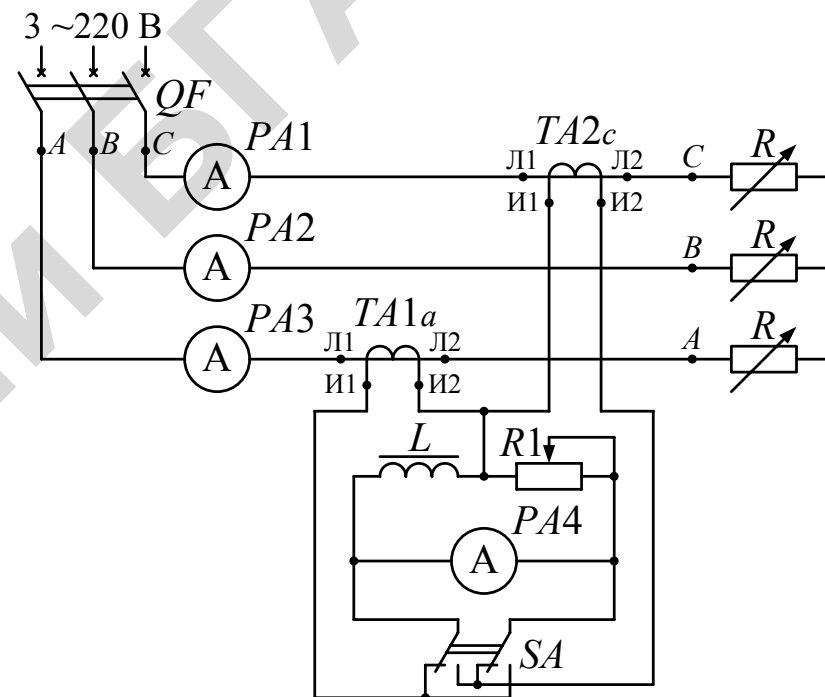 3 ~220 В
QF
A B C
PA1
TA2c
Л1 Л2
И1 И2
C R
A
PA2
B R
A
PA3
TA1a
Л1 Л2
И1 И2
A R
A
L R1
PA4
A
SA